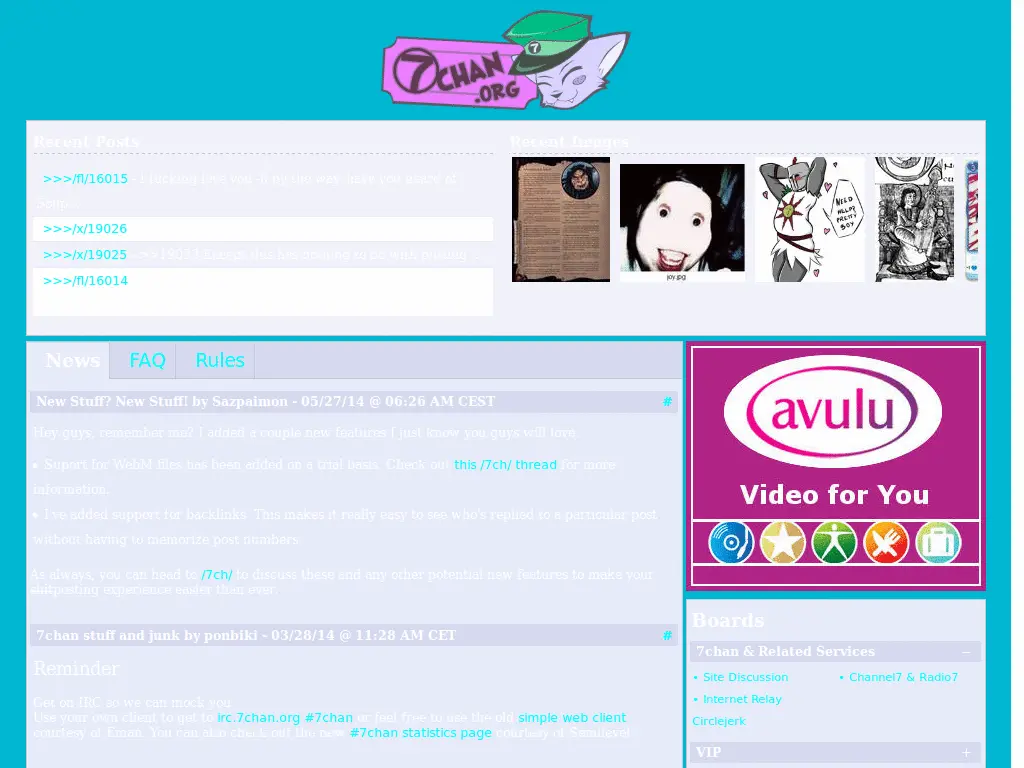 7CHAN
.ORG
Recent Posts
Recent Images
>>>/fl/16015
>>>/x/19026
>>>/x/19025
>>>/fl/16014
NEED
HELP?
PRETTY
BOY
joy.jpg
News FAQ Rules
New Stuff? New Stuff! by Sazpaimon - 05/27/14 @ 06:26 AM CEST #
Hey guys, remember me? I added a couple new features I just know you guys will love.
• Suport for WebM files has been added on a trial basis. Check out this /7ch/ thread for more
information.
• I've added support for backlinks. This makes it really easy to see who's replied to a particular post
without having to memorize post numbers.
As always, you can head to /7ch/ to discuss these and any other potential new features to make your
shitposting experience easier than ever.
7chan stuff and junk by ponbiki - 03/28/14 @ 11:28 AM CET #
Reminder
Get on IRC so we can mock you
Use your own client to get to irc.7chan.org #7chan or feel free to use the old simple web client
courtesy of Eman. You can also check out the new #7chan statistics page courtesy of
avulu
Video for You
Boards
7chan & Related Services −
• Site Discussion
• Channel7 & Radio7
• Internet Relay
Circlejerk
VIP +